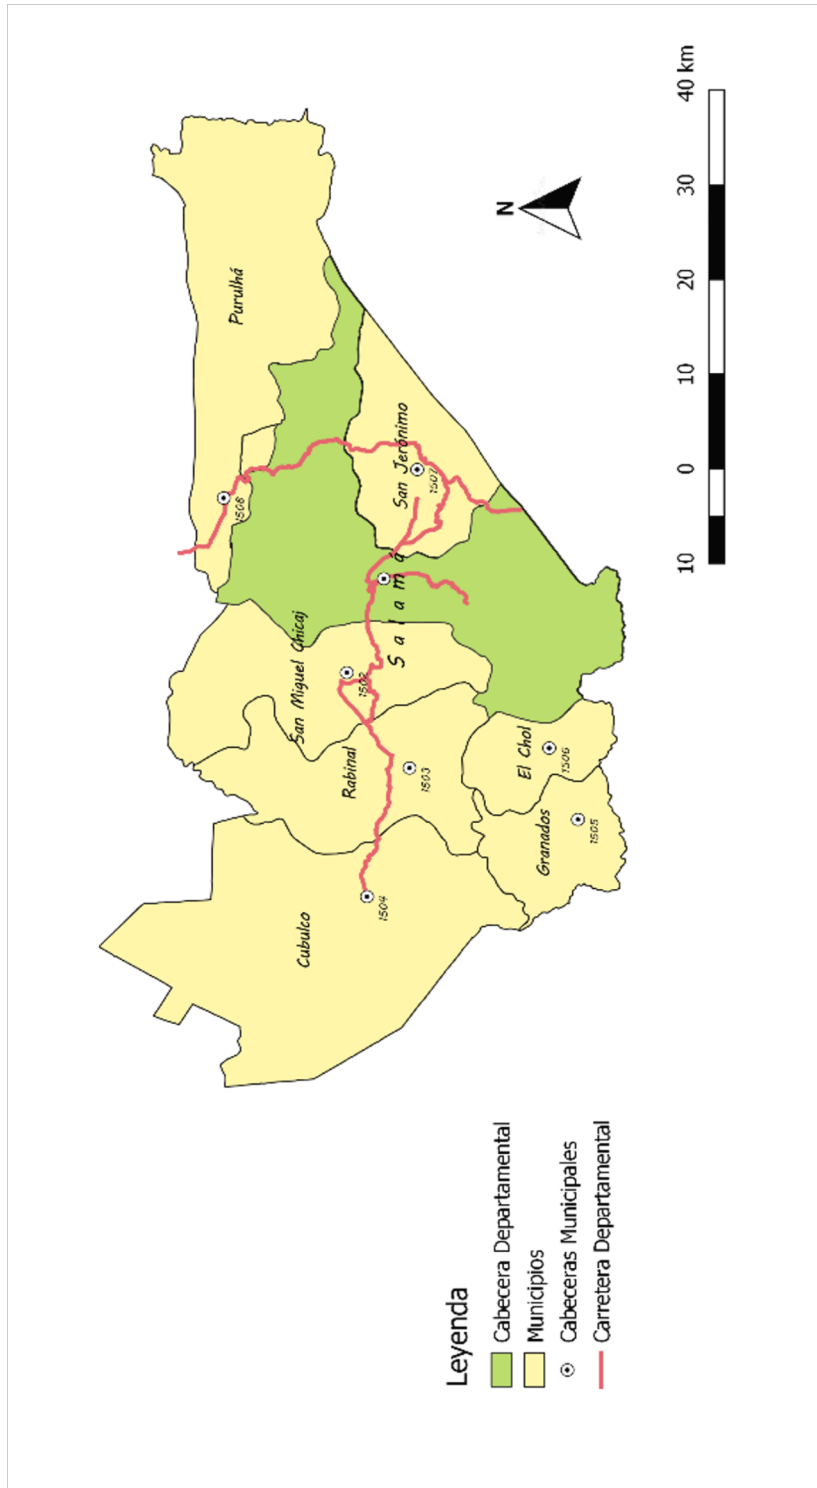 Purulhá
1508
San Jerónimo
1507
San Miguel Chicaj
1502
Salamá
Rabinal
1503
El Chol
1506
Granados
1505
Cubulco
1504
N
10 0 10 20 30 40 km
Leyenda
Cabecera Departamental
Municipios
Cabeceras Municipales
Carretera Departamental